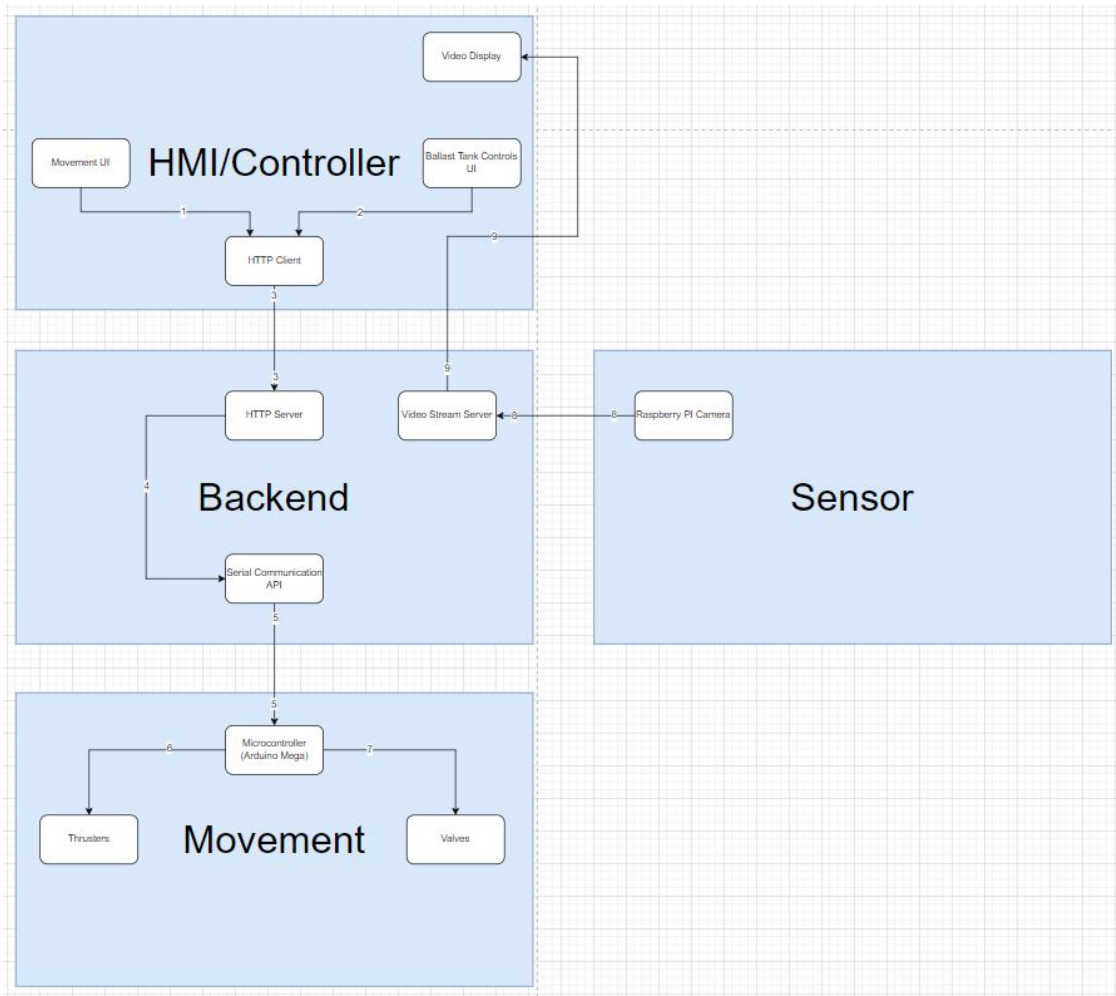 Video Display
Movement UI
HMI/Controller
Ballast Tank Controls
UI
1
2
HTTP Client
9
3
3
9
HTTP Server
Video Stream Server
8
8
Raspberry PI Camera
4
Backend
Sensor
Serial Communication
API
5
5
Microcontroller
(Arduino Mega)
6
7
Thrusters
Movement
Valves